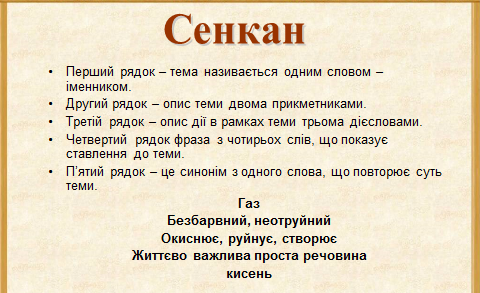 Сенкан
• Перший рядок – тема називається одним словом –
іменником.
• Другий рядок – опис теми двома прикметниками.
• Третій рядок – опис дії в рамках теми трьома дієсловами.
• Четвертий рядок фраза з чотирьох слів, що показує
ставлення до теми.
• П’ятий рядок – це синонім з одного слова, що повторює суть
теми.
Газ
Безбарвний, неотруйний
Окиснює, руйнує, створює
Життєво важлива проста речовина
кисень